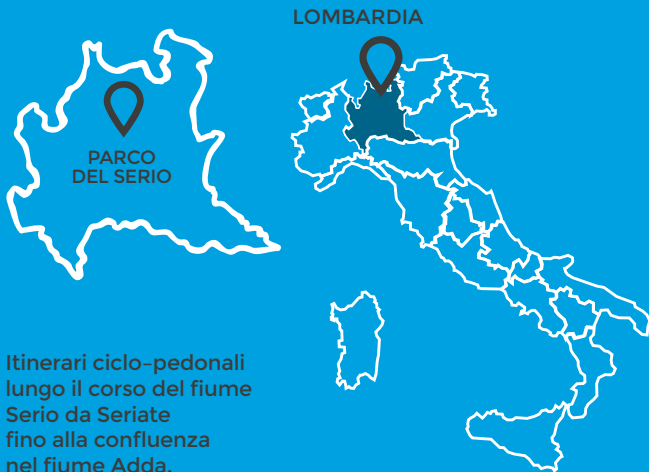 LOMBARDIA
PARCO
DEL SERIO
Itinerari ciclo-pedonali
lungo il corso del fiume
Serio da Seriate
fino alla confluenza
nel fiume Adda.